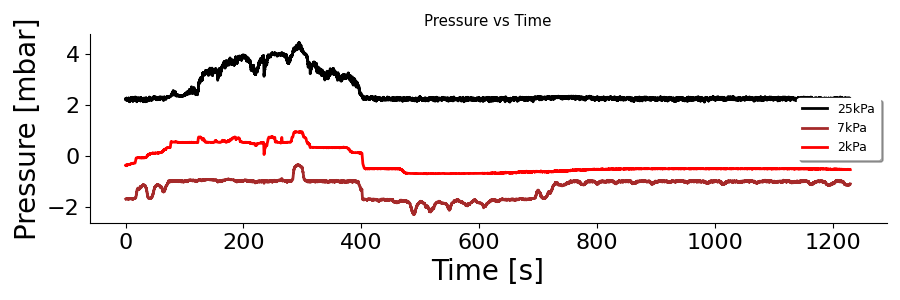 Pressure vs Time
Pressure [mbar]
4
2
0
−2
25kPa
7kPa
2kPa
0 200 400 600 800 1000 1200
Time [s]